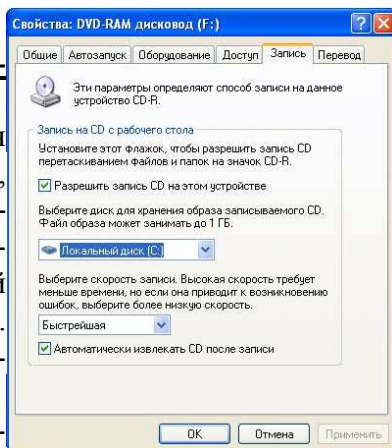 Свойства: DVD-RAM дисковод (F:)
Общие Автозапуск Оборудование Доступ Запись Перевод
Эти параметры определяют способ записи на данное
устройство CD-R.
Запись на CD с рабочего стола
Установите этот флажок, чтобы разрешить запись CD
перетаскиванием файлов и папок на значок CD-R.
Разрешить запись CD на этом устройстве
Выберите диск для хранения образа записываемого CD.
Файл образа может занимать до 1 ГБ.
Локальный диск (C:)
Выберите скорость записи. Высокая скорость требует
меньше времени, но если она приводит к возникновению
ошибок, выберите более низкую скорость.
Быстрейшая
Автоматически извлекать CD после записи
OK Отмена Применить